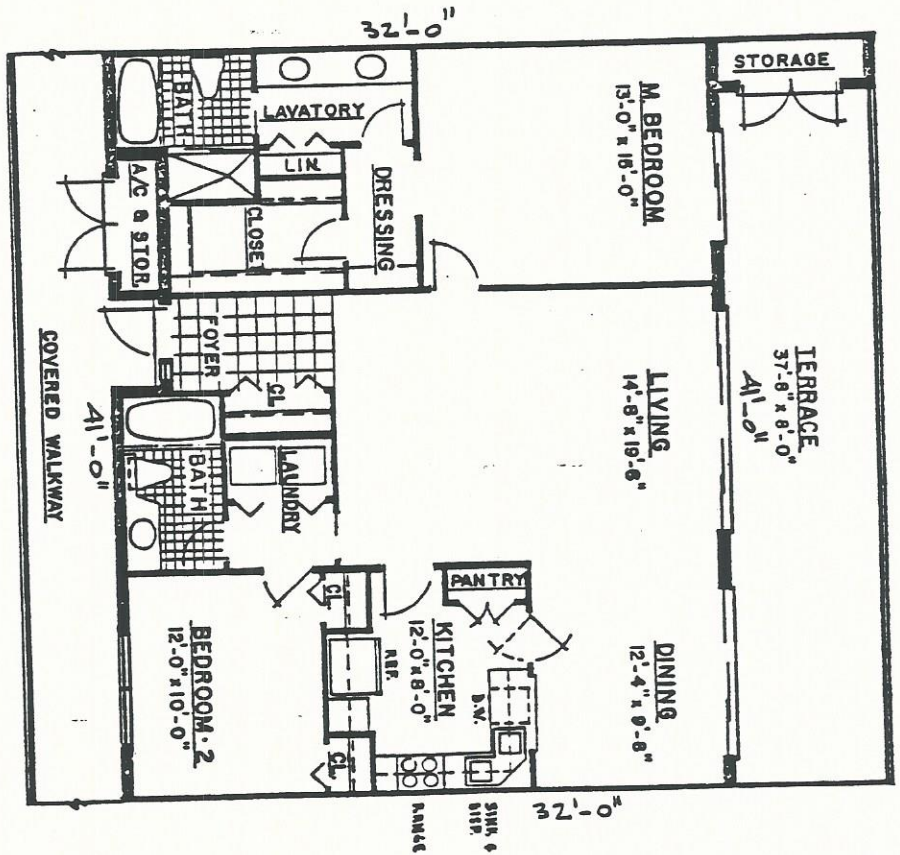 32'-0"
STORAGE
BATH
LAVATORY
M. BEDROOM
13'-0" x 16'-0"
LIN.
DRESSING
A/C & STOR.
CLOSET
FOYER
CL
COVERED WALKWAY
41'-0"
LIVING
14'-8" x 19'-6"
TERRACE
37'-8" x 8'-0"
41'-0"
BATH
LAUNDRY
PANTRY
CL
KITCHEN
12'-0" x 8'-0"
REF.
DINING
12'-4" x 9'-8"
BEDROOM·2
12'-0" x 10'-0"
D.W.
CL
RANGE
SINK &
DISP.
32'-0"